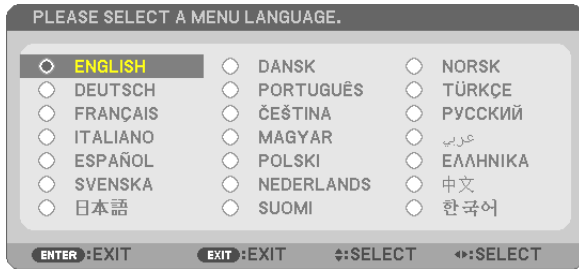 PLEASE SELECT A MENU LANGUAGE.
ENGLISH DANSK NORSK
DEUTSCH PORTUGUÊS TÜRKÇE
FRANÇAIS ČEŠTINA РУССКИЙ
ITALIANO MAGYAR عربي
ESPAÑOL POLSKI ΕΛΛΗΝΙΚΑ
SVENSKA NEDERLANDS 中文
日本語 SUOMI 한국어
ENTER :EXIT EXIT :EXIT :SELECT :SELECT